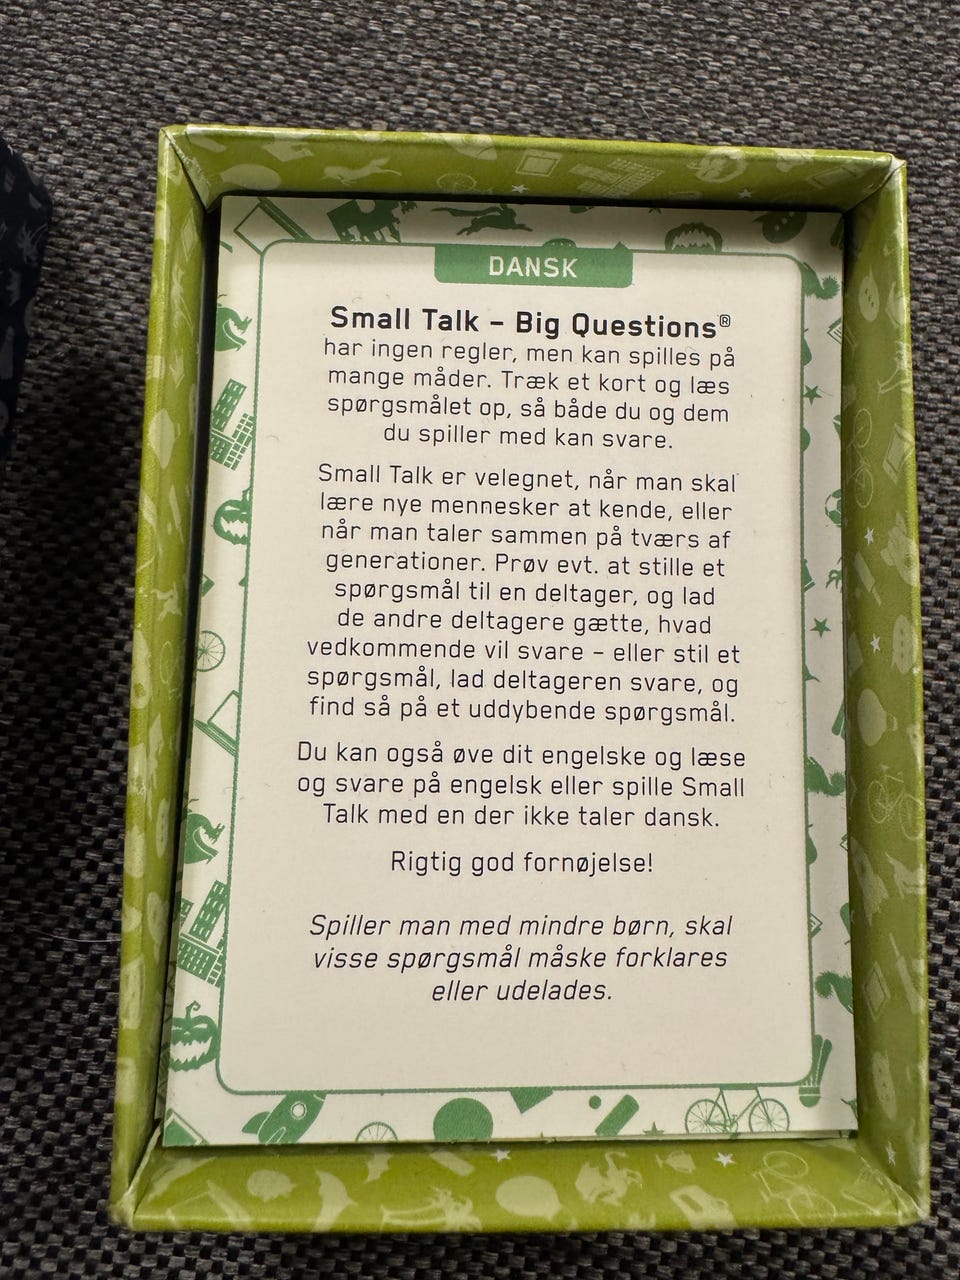 DANSK
Small Talk – Big Questions®
har ingen regler, men kan spilles på
mange måder. Træk et kort og læs
spørgsmålet op, så både du og dem
du spiller med kan svare.
Small Talk er velegnet, når man skal
lære nye mennesker at kende, eller
når man taler sammen på tværs af
generationer. Prøv evt. at stille et
spørgsmål til en deltager, og lad
de andre deltagere gætte, hvad
vedkommende vil svare – eller stil et
spørgsmål, lad deltageren svare, og
find så på et uddybende spørgsmål.
Du kan også øve dit engelske og læse
og svare på engelsk eller spille Small
Talk med en der ikke taler dansk.
Rigtig god fornøjelse!
Spiller man med mindre børn, skal
visse spørgsmål måske forklares
eller udelades.